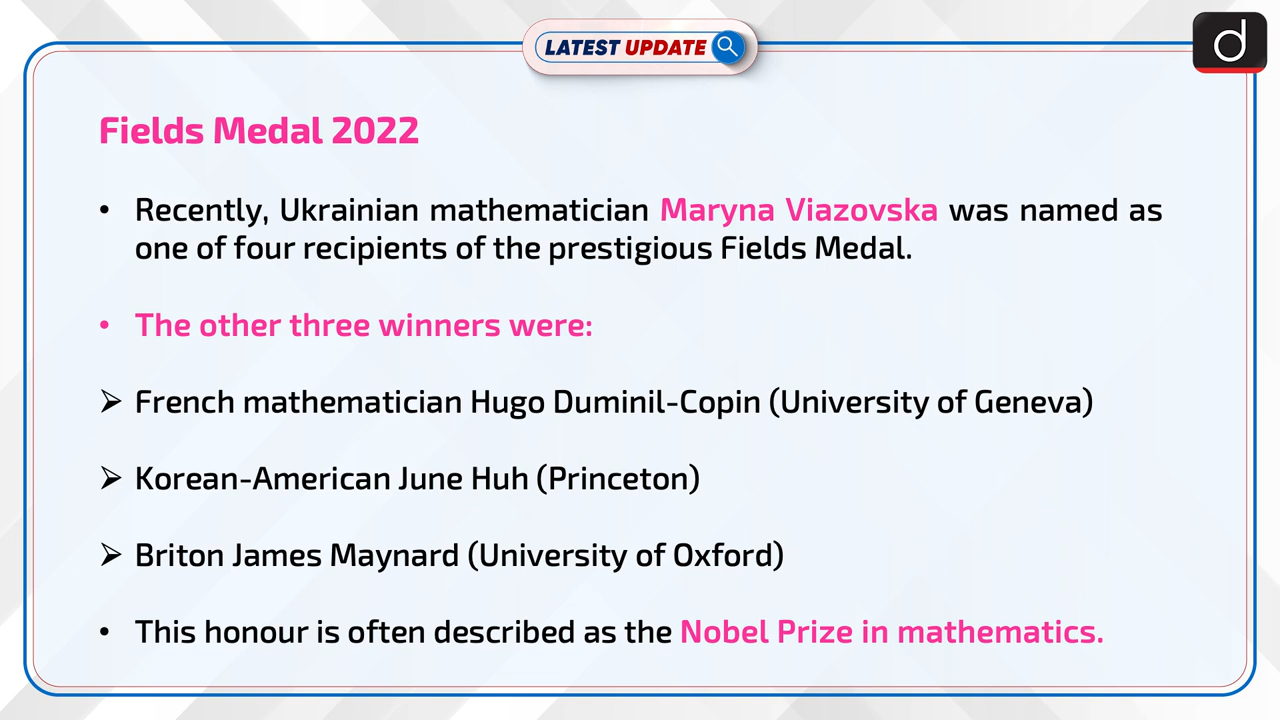 LATEST UPDATE
d
Fields Medal 2022
• Recently, Ukrainian mathematician Maryna Viazovska was named as
one of four recipients of the prestigious Fields Medal.
• The other three winners were:
➢ French mathematician Hugo Duminil-Copin (University of Geneva)
➢ Korean-American June Huh (Princeton)
➢ Briton James Maynard (University of Oxford)
• This honour is often described as the Nobel Prize in mathematics.